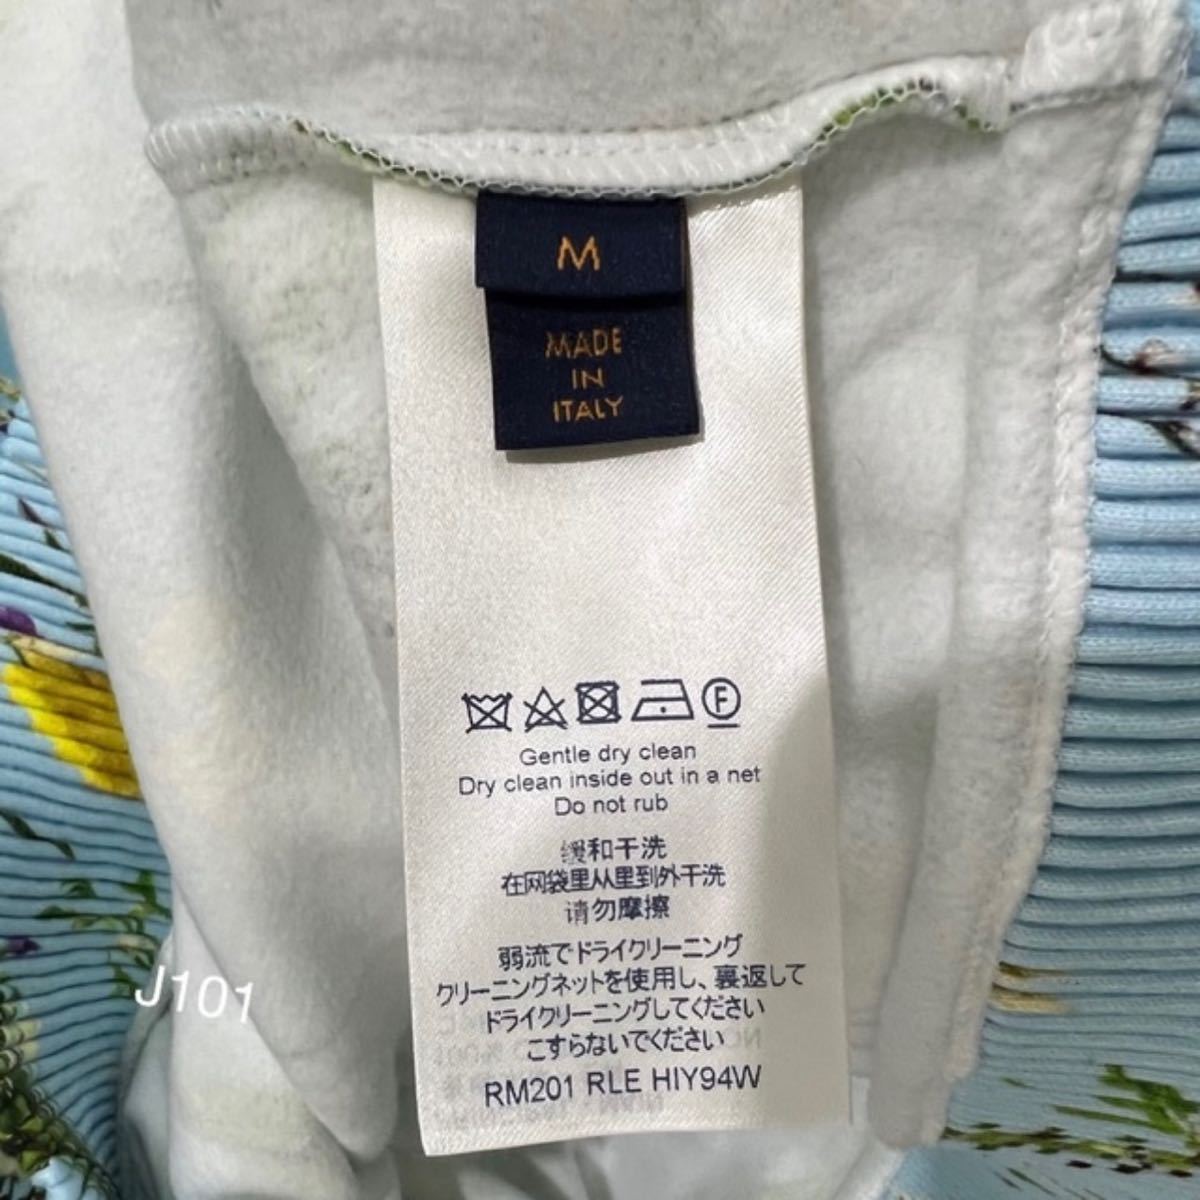 M
MADE
IN
ITALY
F
Gentle dry clean
Dry clean inside out in a net
Do not rub
缓和干洗
在网袋里从里到外干洗
请勿摩擦
弱流でドライクリーニング
クリーニングネットを使用し、裏返して
ドライクリーニングしてください
こすらないでください
RM201 RLE HIY94W
J101